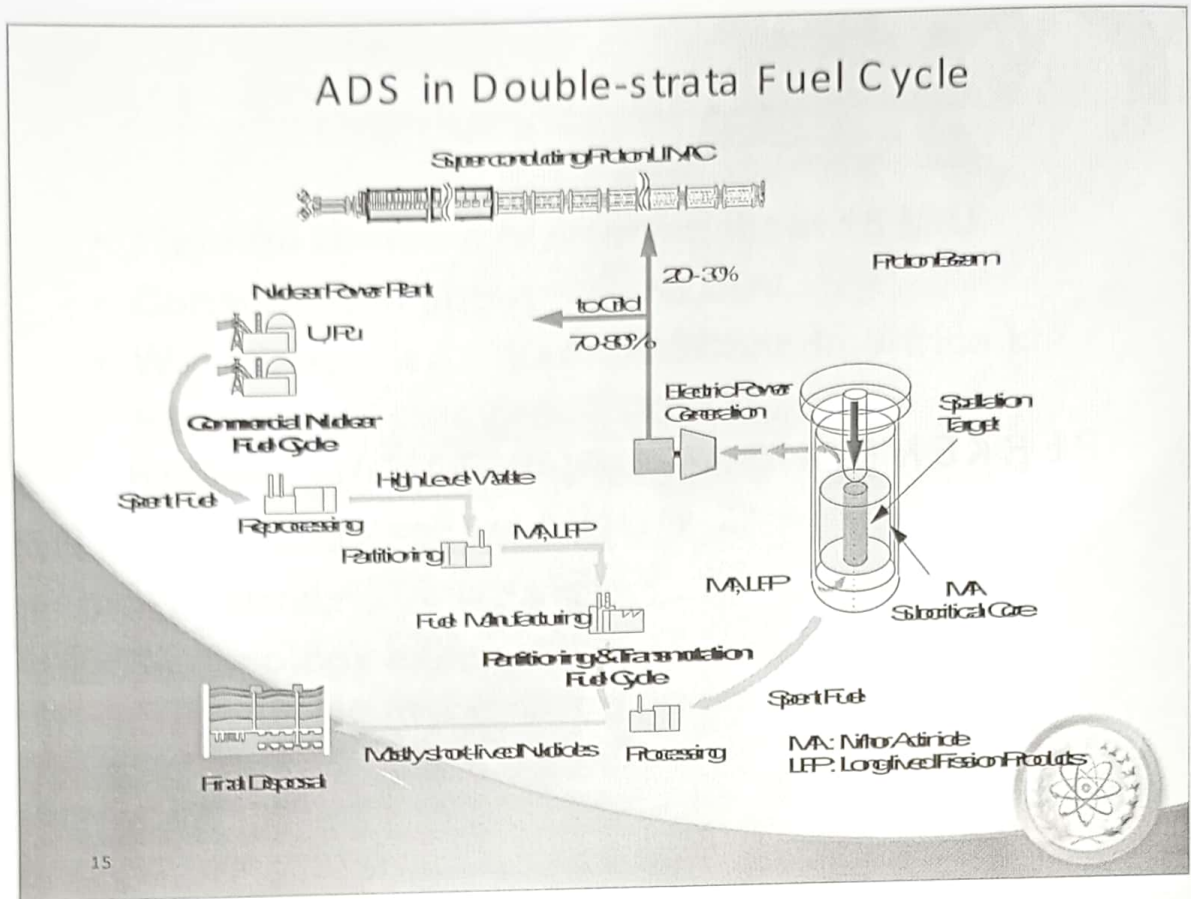 ADS in Double-strata Fuel Cycle
Superconducting Proton LINAC
20-30%
Proton Beam
Nuclear Power Plant
to Grid
U, Pu
70-80%
Electric Power
Generation
Spallation
Target
Commercial Nuclear
Fuel Cycle
High Level Waste
Spent Fuel
Reprocessing
MA, LLFP
Partitioning
MA, LLFP
MA
Subcritical Core
Fuel Manufacturing
Partitioning & Transmutation
Fuel Cycle
Spent Fuel
Mostly short-lived Nuclides
Processing
MA : Minor Actinide
LLFP : Long-lived Fission Products
Final Disposal
15